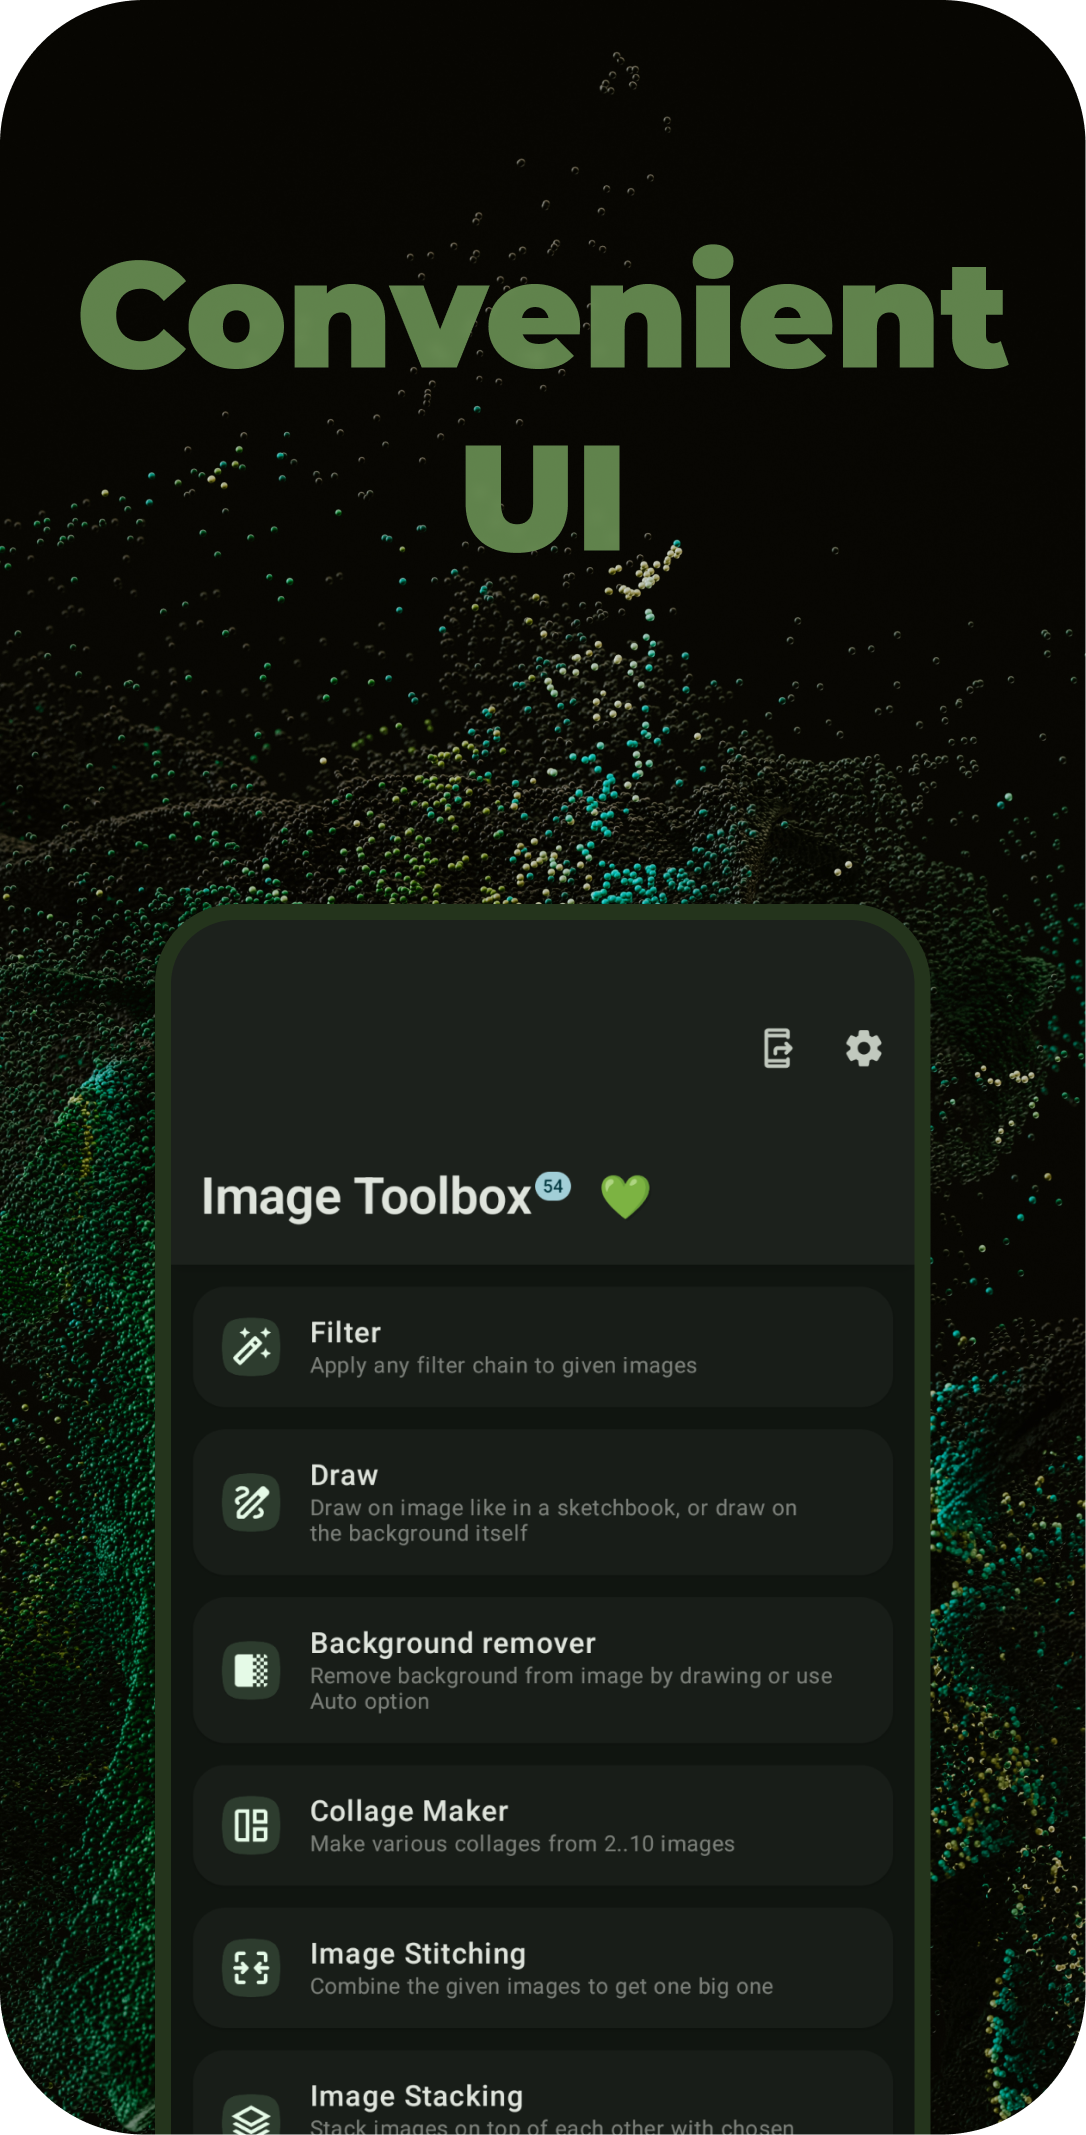 Convenient
UI
Image Toolbox 54 💚
Filter
Apply any filter chain to given images
Draw
Draw on image like in a sketchbook, or draw on
the background itself
Background remover
Remove background from image by drawing or use
Auto option
Collage Maker
Make various collages from 2..10 images
Image Stitching
Combine the given images to get one big one
Image Stacking
Stack images on top of each other with chosen